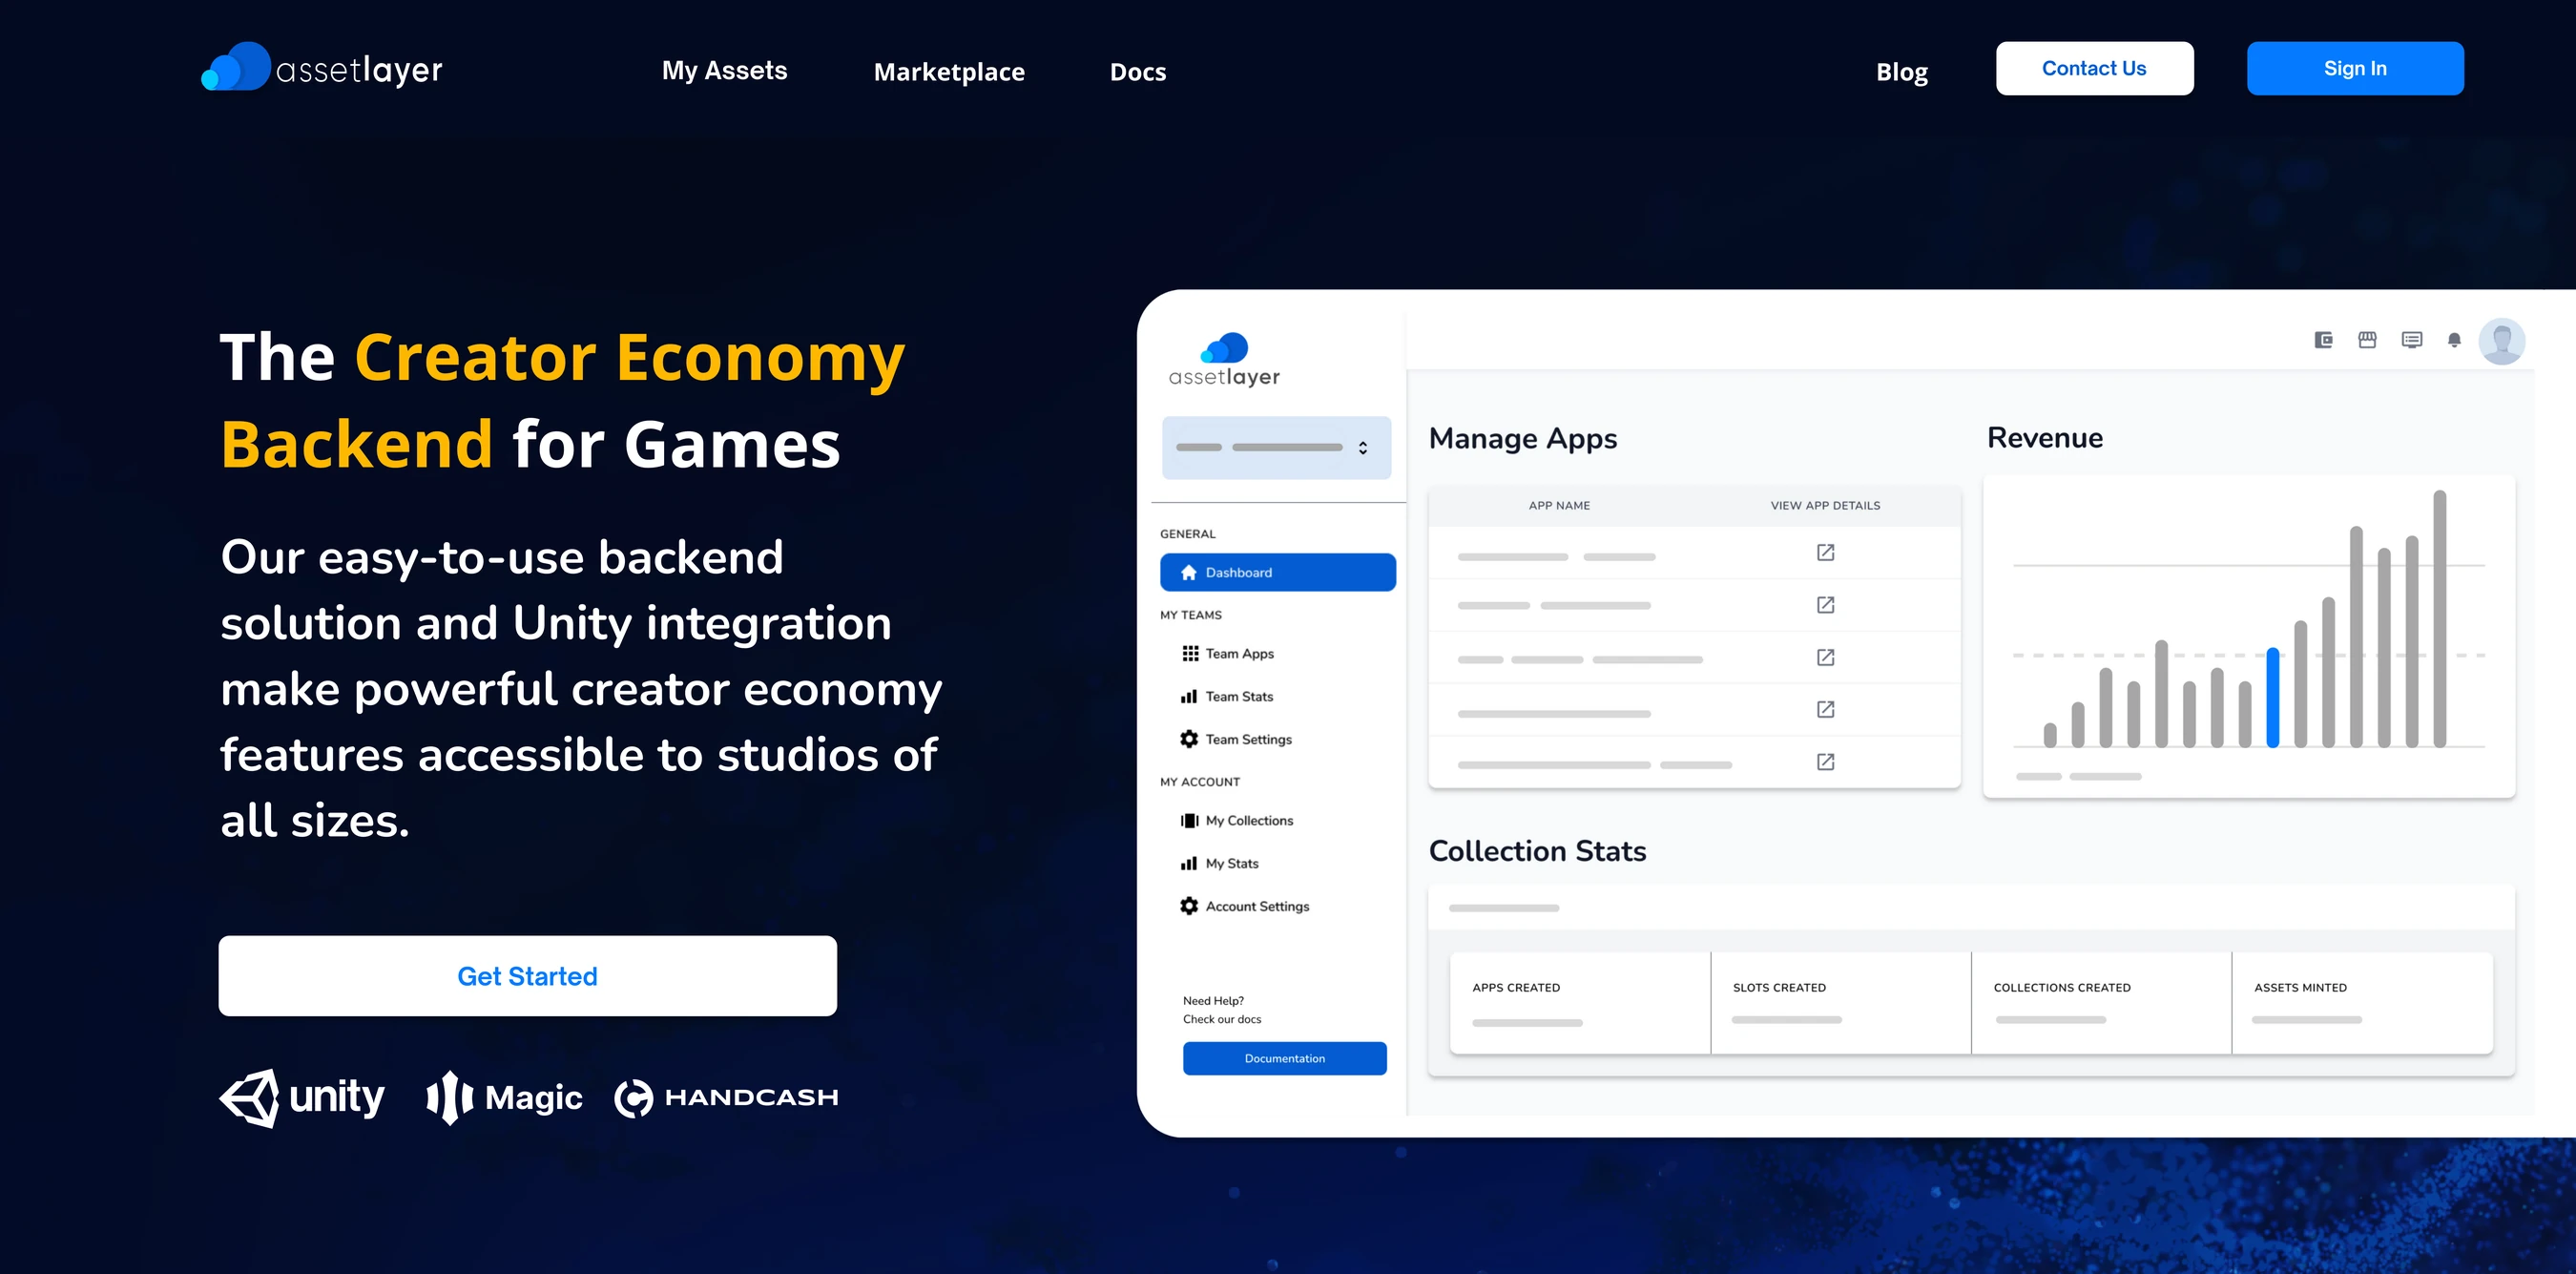 assetlayer
My Assets
Marketplace
Docs
Blog
Contact Us
Sign In
The Creator Economy
Backend for Games
Our easy-to-use backend
solution and Unity integration
make powerful creator economy
features accessible to studios of
all sizes.
Get Started
unity
Magic
HANDCASH
assetlayer
GENERAL
Dashboard
MY TEAMS
Team Apps
Team Stats
Team Settings
MY ACCOUNT
My Collections
My Stats
Account Settings
Need Help?
Check our docs
Documentation
Manage Apps
APP NAME
VIEW APP DETAILS
Revenue
Collection Stats
APPS CREATED
SLOTS CREATED
COLLECTIONS CREATED
ASSETS MINTED